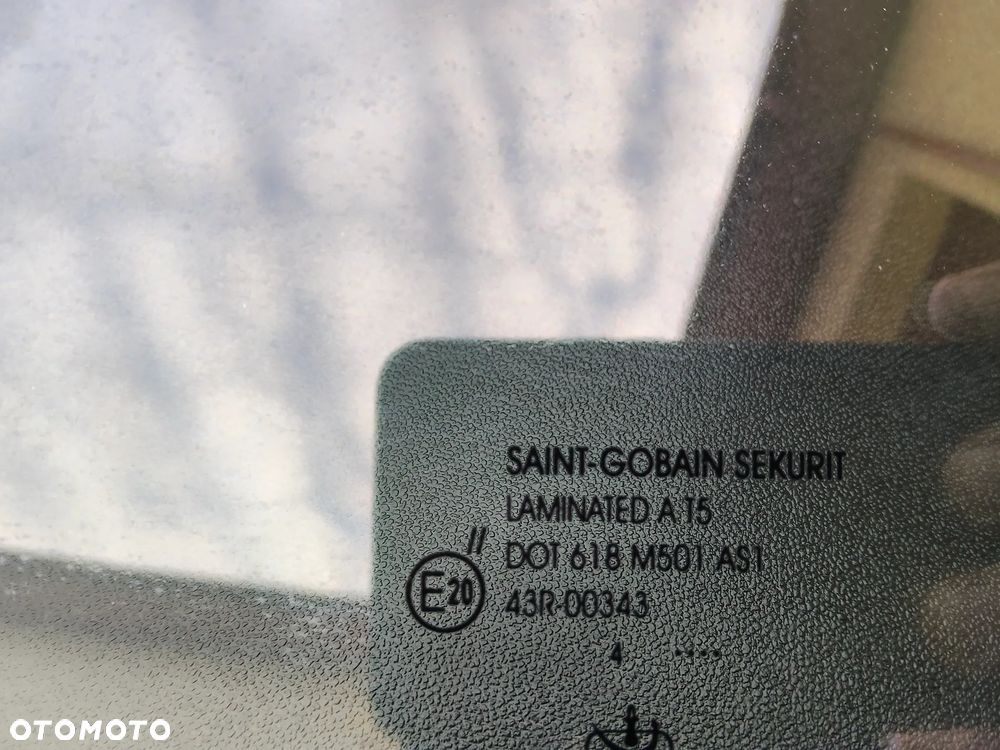 SAINT-GOBAIN SEKURIT
LAMINATED A T5
DOT 618 M501 AS1
E20 //
43R-00343
4 ....
OTOMOTO